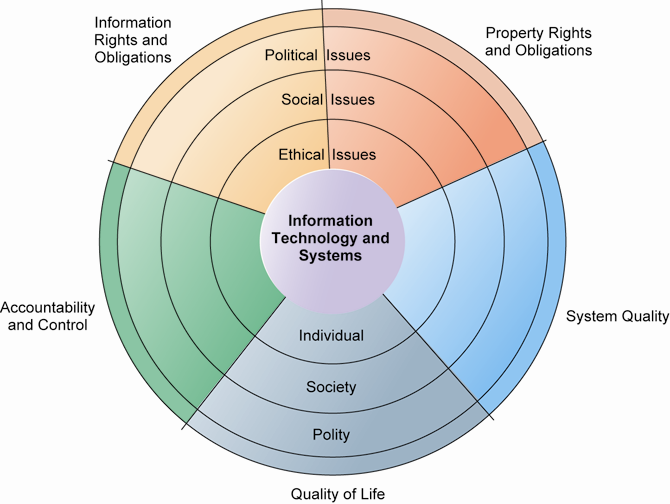 Information
Rights and
Obligations
Property Rights
and Obligations
Political Issues
Social Issues
Ethical Issues
Information
Technology and
Systems
Accountability
and Control
System Quality
Individual
Society
Polity
Quality of Life